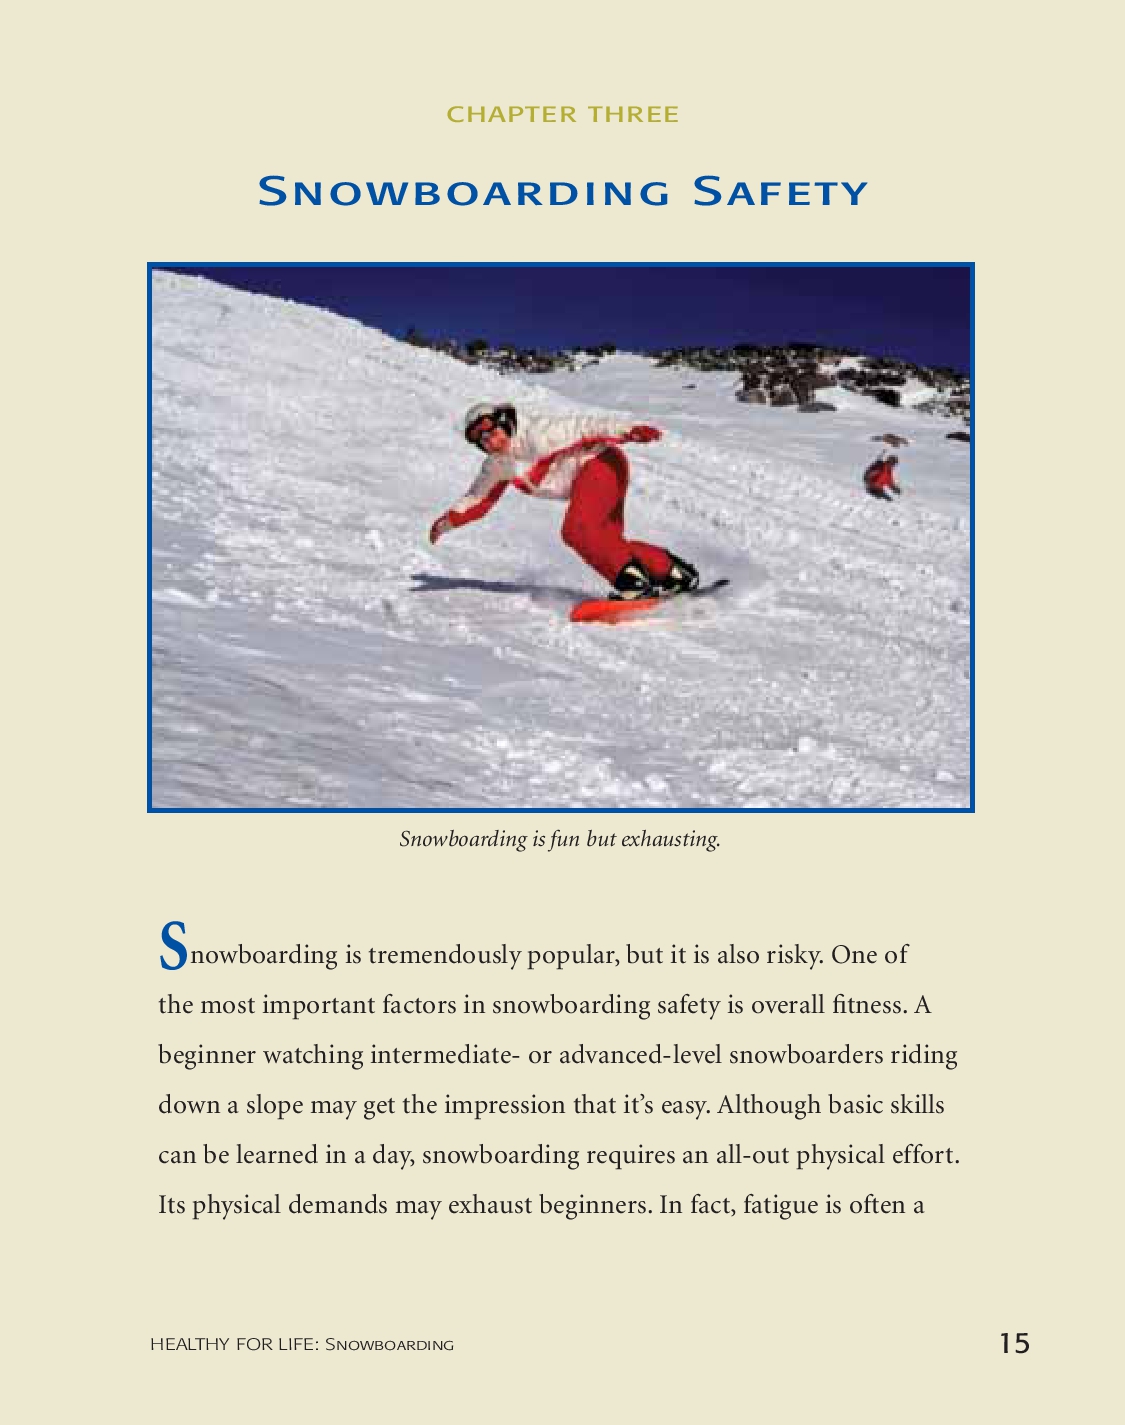 CHAPTER THREE
SNOWBOARDING SAFETY
Snowboarding is fun but exhausting.
Snowboarding is tremendously popular, but it is also risky. One of
the most important factors in snowboarding safety is overall fitness. A
beginner watching intermediate- or advanced-level snowboarders riding
down a slope may get the impression that it’s easy. Although basic skills
can be learned in a day, snowboarding requires an all-out physical effort.
Its physical demands may exhaust beginners. In fact, fatigue is often a
HEALTHY FOR LIFE: SNOWBOARDING
15